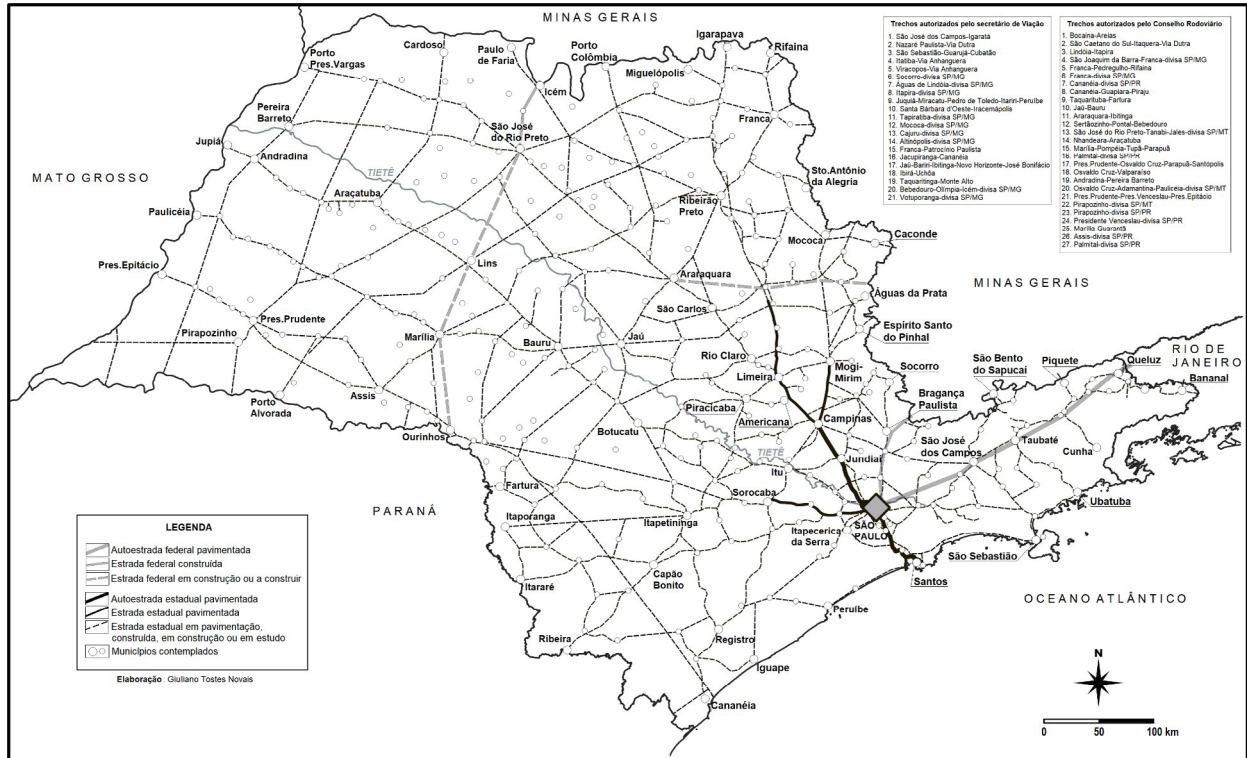 MINAS GERAIS
Trechos autorizados pelo secretário de Viação
1. São José dos Campos-Igaratá
2. Nazaré Paulista-Via Dutra
3. São Sebastião-Guarujá-Cubatão
4. Itatiba-Via Anhanguera
5. Viracopos-Via Anhanguera
6. Socorro-divisa SP/MG
7. Águas de Lindóia-divisa SP/MG
8. Itapira-divisa SP/MG
9. Juquiá-Miracatu-Pedro de Toledo-Itariri-Peruíbe
10. Santa Bárbara d'Oeste-Iracemápolis
11. Tapiratiba-divisa SP/MG
12. Mococa-divisa SP/MG
13. Cajuru-divisa SP/MG
14. Altinópolis-divisa SP/MG
15. Franca-Patrocínio Paulista
16. Jacupiranga-Cananéia
17. Jaú-Bariri-Ibitinga-Novo Horizonte-José Bonifácio
18. Ibirá-Uchôa
19. Taquaritinga-Monte Alto
20. Bebedouro-Olímpia-Icém-divisa SP/MG
21. Votuporanga-divisa SP/MG
Trechos autorizados pelo Conselho Rodoviário
1. Bocaina-Areias
2. São Caetano do Sul-Itaquera-Via Dutra
3. Lindóia-Itapira
4. São Joaquim da Barra-Franca-divisa SP/MG
5. Franca-Pedregulho-Rifaina
6. Franca-divisa SP/MG
7. Cananéia-divisa SP/PR
8. Cananéia-Guapiara-Piraju
9. Taquarituba-Fartura
10. Jaú-Bauru
11. Araraquara-Ibitinga
12. Sertãozinho-Pontal-Bebedouro
13. São José do Rio Preto-Tanabi-Jales-divisa SP/MT
14. Nhandeara-Araçatuba
15. Marília-Pompéia-Tupã-Parapuã
16. Palmital-divisa SP/PR
17. Pres.Prudente-Osvaldo Cruz-Parapuã-Santópolis
18. Osvaldo Cruz-Valparaíso
19. Andradina-Pereira Barreto
20. Osvaldo Cruz-Adamantina-Paulicéia-divisa SP/MT
21. Pres.Prudente-Pres.Venceslau-Pres.Epitácio
22. Pirapozinho-divisa SP/MT
23. Pirapozinho-divisa SP/PR
24. Presidente Venceslau-divisa SP/PR
25. Marília Guarantã
26. Assis-divisa SP/PR
27. Palmital-divisa SP/PR
Cardoso
Paulo
de Faria
Porto
Colômbia
Igarapava
Rifaina
Porto
Pres.Vargas
Miguelópolis
Icém
Pereira
Barreto
Franca
São José
do Rio Preto
Jupiá
Andradina
MATO GROSSO
TIETÊ
Araçatuba
Sto.Antônio
da Alegria
Paulicéia
Ribeirão
Preto
Mococa
Caconde
Pres.Epitácio
Lins
Araraquara
MINAS GERAIS
Águas da Prata
São Carlos
Pirapozinho
Pres.Prudente
Marília
Bauru
Jaú
Espírito Santo
do Pinhal
Rio Claro
Mogi-
Mirim
Socorro
São Bento
do Sapucaí
Piquete
Queluz
RIO DE
JANEIRO
Bananal
Limeira
Bragança
Paulista
Porto
Alvorada
Assis
Piracicaba
Americana
Campinas
Ourinhos
Botucatu
São José
dos Campos
Taubaté
Cunha
TIETÊ
Jundiaí
Itu
Fartura
Sorocaba
Ubatuba
PARANÁ
Itaporanga
Itapetininga
Itapecerica
da Serra
SÃO
PAULO
São Sebastião
Capão
Bonito
Santos
Itararé
OCEANO ATLÂNTICO
Peruíbe
Ribeira
Registro
Iguape
Cananéia
LEGENDA
Autoestrada federal pavimentada
Estrada federal construída
Estrada federal em construção ou a construir
Autoestrada estadual pavimentada
Estrada estadual pavimentada
Estrada estadual em pavimentação,
construída, em construção ou em estudo
Municípios contemplados
Elaboração : Giuliano Tostes Novais
N
0 50 100 km